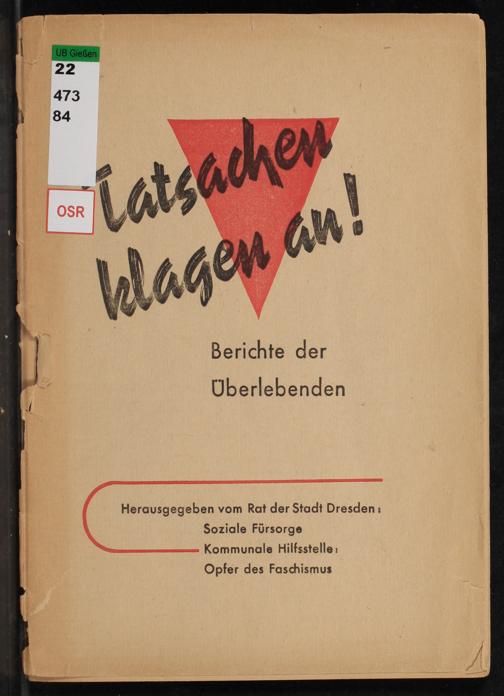 UB Gießen
22
473
84
OSR
Tatsachen
klagen an!
Berichte der
Überlebenden
Herausgegeben vom Rat der Stadt Dresden:
Soziale Fürsorge
Kommunale Hilfsstelle:
Opfer des Faschismus